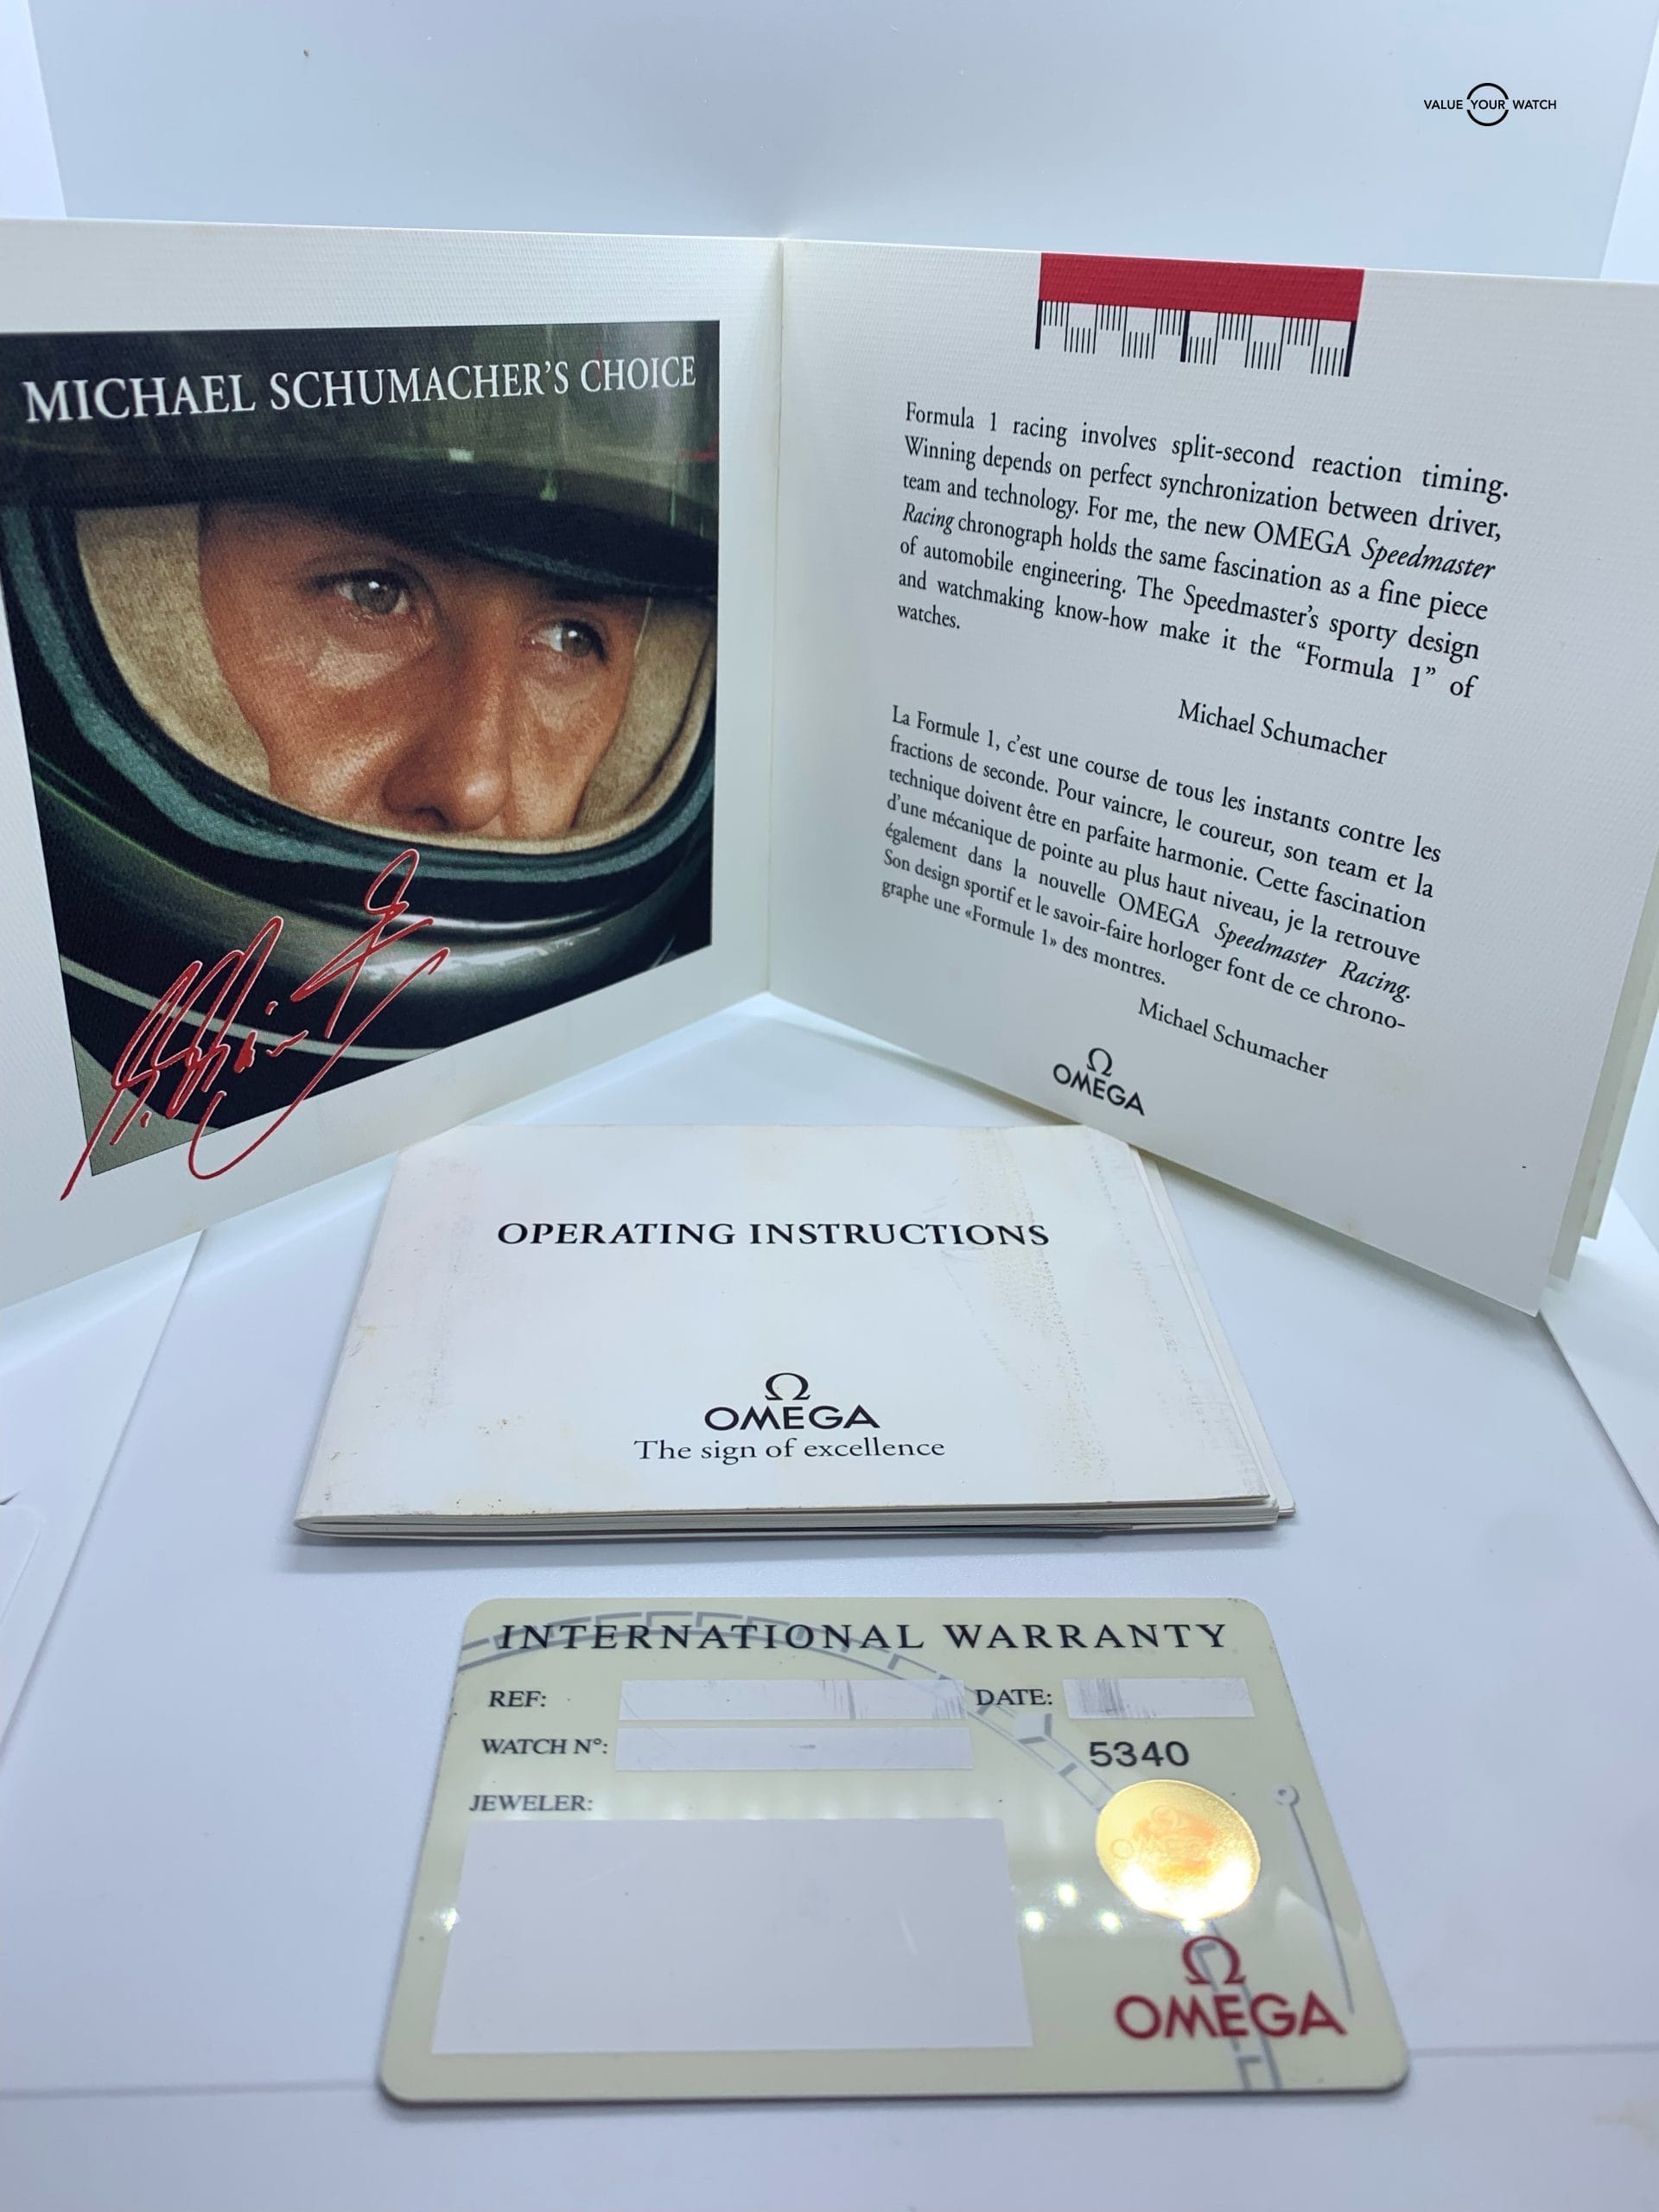 VALUE YOUR WATCH
MICHAEL SCHUMACHER'S CHOICE
Formula 1 racing involves split-second reaction timing.
Winning depends on perfect synchronization between driver,
team and technology. For me, the new OMEGA Speedmaster
Racing chronograph holds the same fascination as a fine piece
of automobile engineering. The Speedmaster's sporty design
and watchmaking know-how make it the “Formula 1” of
watches.
Michael Schumacher
La Formule 1, c'est une course de tous les instants contre les
fractions de seconde. Pour vaincre, le coureur, son team et la
technique doivent être en parfaite harmonie. Cette fascination
d'une mécanique de pointe au plus haut niveau, je la retrouve
également dans la nouvelle OMEGA Speedmaster Racing.
Son design sportif et le savoir-faire horloger font de ce chrono-
graphe une «Formule 1» des montres.
Michael Schumacher
Ω
OMEGA
OPERATING INSTRUCTIONS
Ω
OMEGA
The sign of excellence
INTERNATIONAL WARRANTY
REF: DATE:
WATCH N°: 5340
JEWELER:
Ω
OMEGA